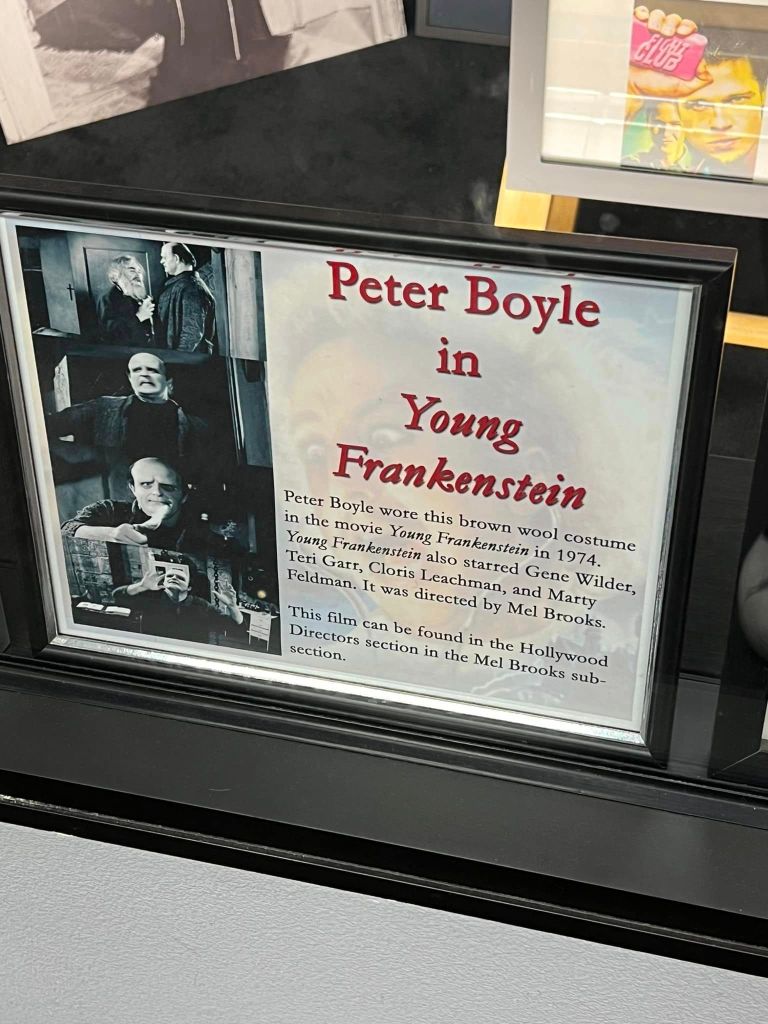 FIGHT
CLUB
Peter Boyle
in
Young
Frankenstein
Peter Boyle wore this brown wool costume
in the movie Young Frankenstein in 1974.
Young Frankenstein also starred Gene Wilder,
Teri Garr, Cloris Leachman, and Marty
Feldman. It was directed by Mel Brooks.
This film can be found in the Hollywood
Directors section in the Mel Brooks sub-
section.